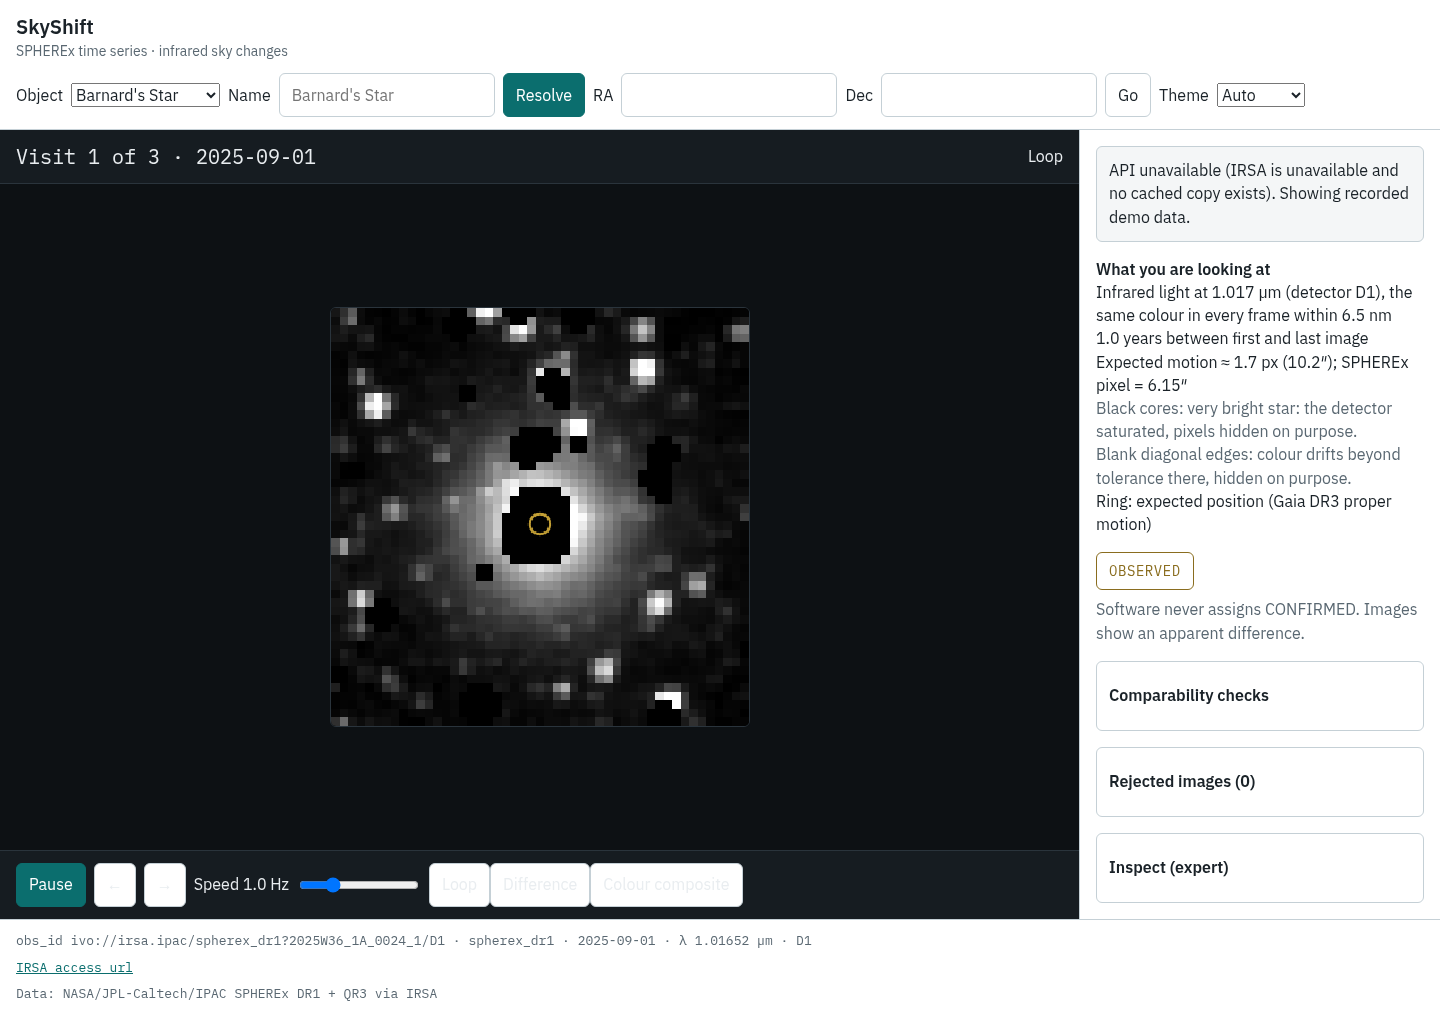 SkyShift
SPHEREx time series · infrared sky changes
Object Barnard's Star Name Barnard's Star Resolve RA Dec Go Theme Auto
Visit 1 of 3 · 2025-09-01 Loop
API unavailable (IRSA is unavailable and
no cached copy exists). Showing recorded
demo data.
What you are looking at
Infrared light at 1.017 µm (detector D1), the
same colour in every frame within 6.5 nm
1.0 years between first and last image
Expected motion ≈ 1.7 px (10.2″); SPHEREx
pixel = 6.15″
Black cores: very bright star: the detector
saturated, pixels hidden on purpose.
Blank diagonal edges: colour drifts beyond
tolerance there, hidden on purpose.
Ring: expected position (Gaia DR3 proper
motion)
OBSERVED
Software never assigns CONFIRMED. Images
show an apparent difference.
Comparability checks
Rejected images (0)
Inspect (expert)
Pause ← → Speed 1.0 Hz Loop Difference Colour composite
obs_id ivo://irsa.ipac/spherex_dr1?2025W36_1A_0024_1/D1 · spherex_dr1 · 2025-09-01 · λ 1.01652 µm · D1
IRSA access url
Data: NASA/JPL-Caltech/IPAC SPHEREx DR1 + QR3 via IRSA